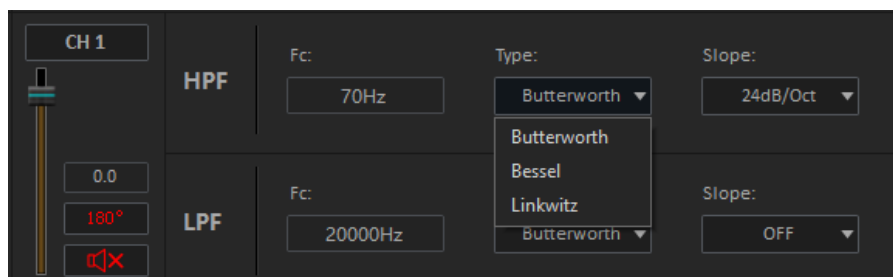 CH 1
HPF
Fc:
70Hz
Type:
Butterworth
Slope:
24dB/Oct
Butterworth
Bessel
Linkwitz
0.0
180°
LPF
Fc:
20000Hz
Butterworth
Slope:
OFF